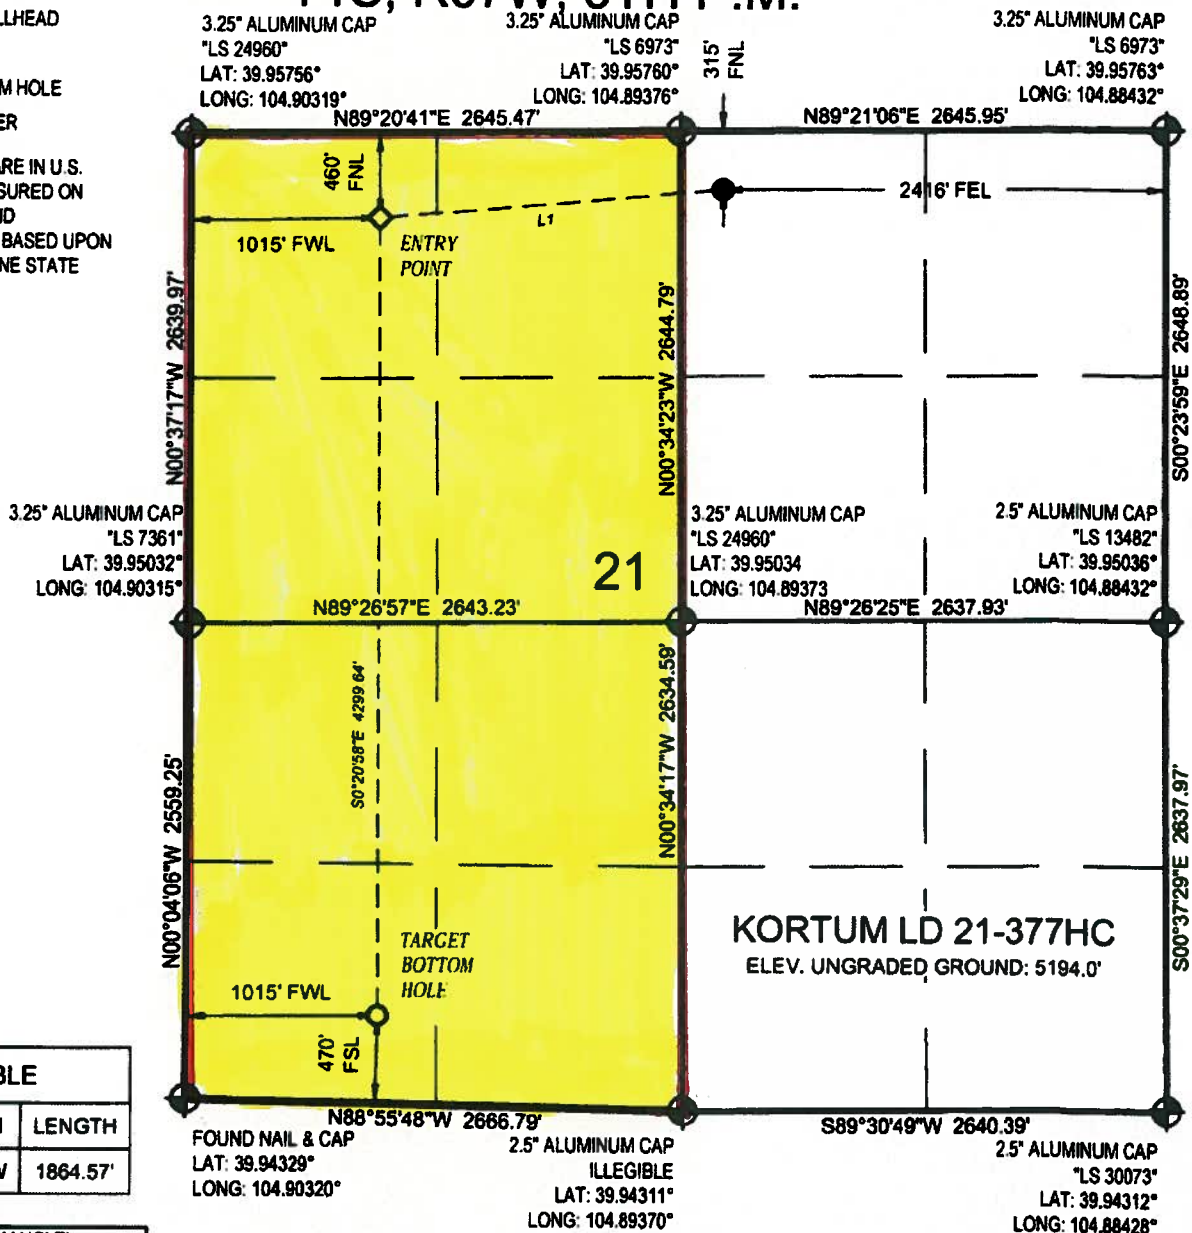 LLHEAD
M HOLE
ER
ARE IN U.S.
SURED ON
ND
BASED UPON
NE STATE
3.25" ALUMINUM CAP
"LS 24960"
LAT: 39.95756°
LONG: 104.90319°
3.25" ALUMINUM CAP
"LS 6973"
LAT: 39.95760°
LONG: 104.89376°
315'
FNL
3.25" ALUMINUM CAP
"LS 6973"
LAT: 39.95763°
LONG: 104.88432°
N89°20'41"E 2645.47'
N89°21'06"E 2645.95'
460'
FNL
2416' FEL
L1
1015' FWL
ENTRY
POINT
N00°37'17"W 2639.97'
N00°34'23"W 2644.79'
S00°23'59"E 2648.89'
3.25" ALUMINUM CAP
"LS 7361"
LAT: 39.95032°
LONG: 104.90315°
21
3.25" ALUMINUM CAP
"LS 24960"
LAT: 39.95034
LONG: 104.89373
2.5" ALUMINUM CAP
"LS 13482"
LAT: 39.95036°
LONG: 104.88432°
N89°26'57"E 2643.23'
N89°26'25"E 2637.93'
S0°20'58"E 4299.64'
N00°04'06"W 2559.25'
N00°34'17"W 2634.59'
S00°37'29"E 2637.97'
KORTUM LD 21-377HC
ELEV. UNGRADED GROUND: 5194.0'
TARGET
BOTTOM
HOLE
1015' FWL
470'
FSL
BLE
LENGTH
W 1864.57'
N88°55'48"W 2666.79'
S89°30'49"W 2640.39'
FOUND NAIL & CAP
LAT: 39.94329°
LONG: 104.90320°
2.5" ALUMINUM CAP
ILLEGIBLE
LAT: 39.94311°
LONG: 104.89370°
2.5" ALUMINUM CAP
"LS 30073"
LAT: 39.94312°
LONG: 104.88428°